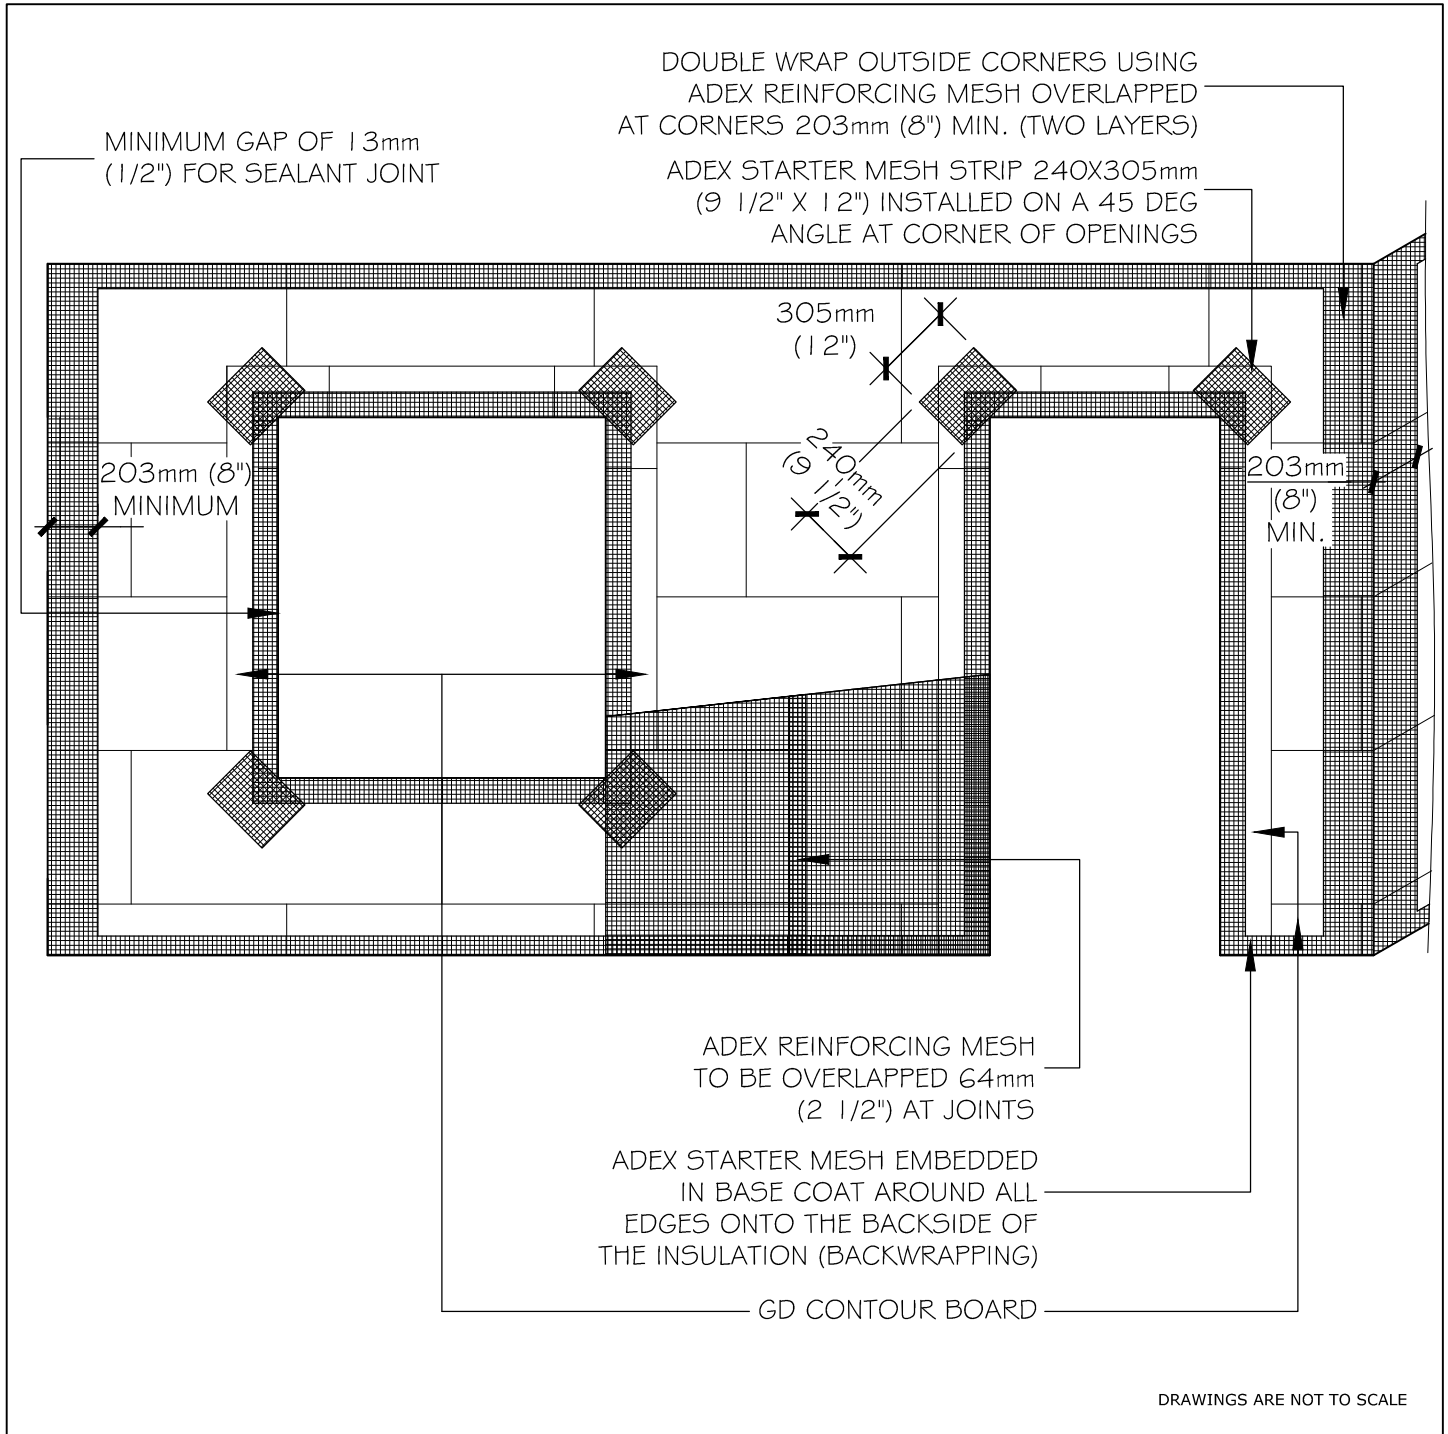 DOUBLE WRAP OUTSIDE CORNERS USING
ADEX REINFORCING MESH OVERLAPPED
AT CORNERS 203mm (8") MIN. (TWO LAYERS)
MINIMUM GAP OF 13mm
(1/2") FOR SEALANT JOINT
ADEX STARTER MESH STRIP 240X305mm
(9 1/2" X 12") INSTALLED ON A 45 DEG
ANGLE AT CORNER OF OPENINGS
305mm
(12")
240mm
(9 1/2")
203mm (8")
MINIMUM
203mm
(8")
MIN.
ADEX REINFORCING MESH
TO BE OVERLAPPED 64mm
(2 1/2") AT JOINTS
ADEX STARTER MESH EMBEDDED
IN BASE COAT AROUND ALL
EDGES ONTO THE BACKSIDE OF
THE INSULATION (BACKWRAPPING)
GD CONTOUR BOARD
DRAWINGS ARE NOT TO SCALE